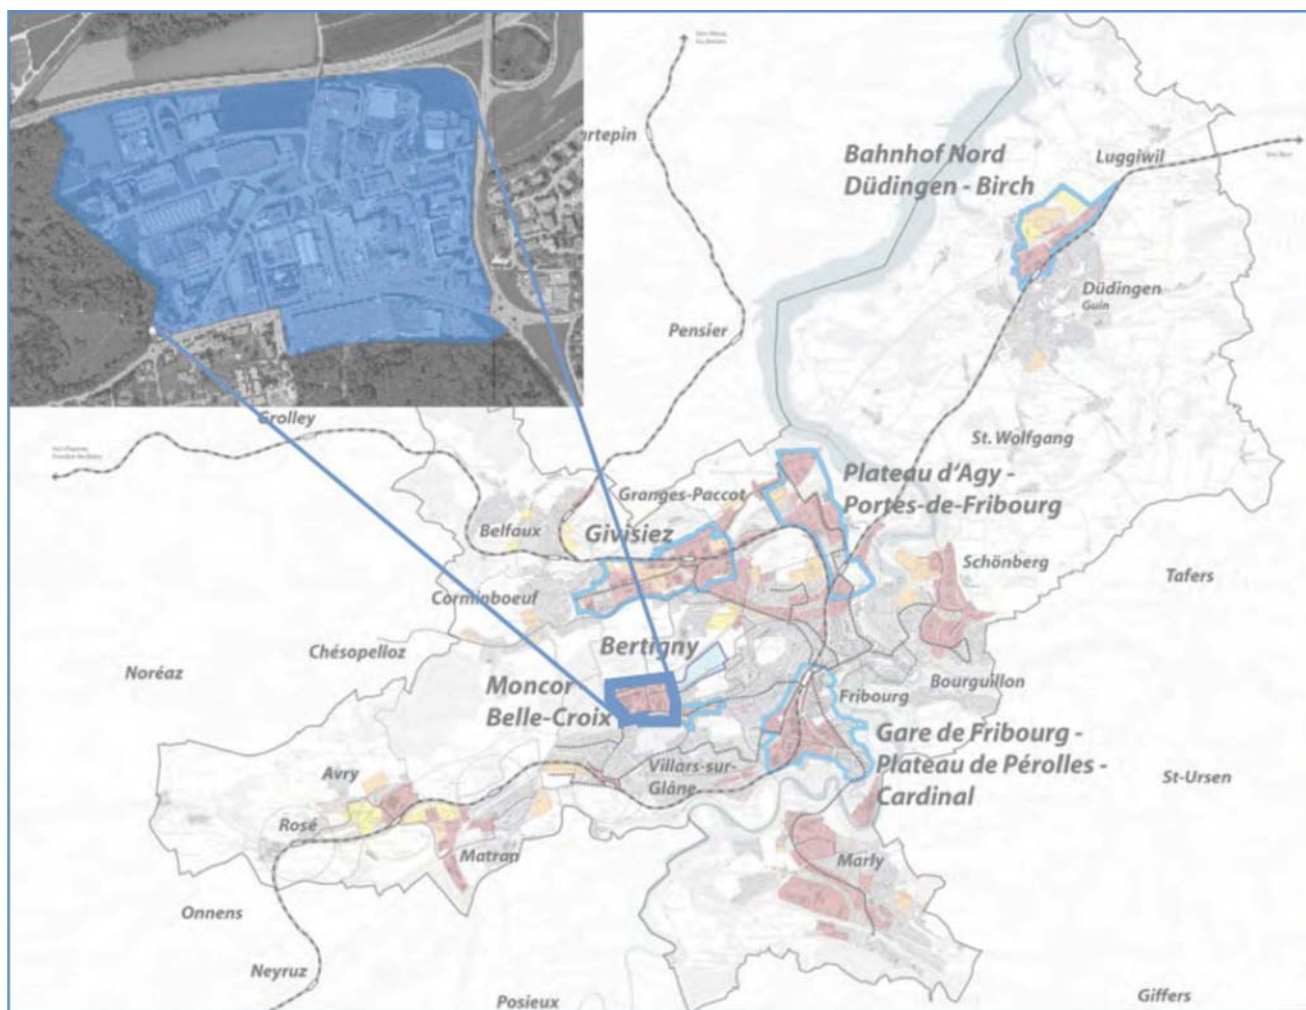 artepin
Bahnhof Nord
Düdingen - Birch
Luggiwil
Düdingen
Guin
Pensier
Grolley
St. Wolfgang
Granges-Paccot
Plateau d'Agy -
Portes-de-Fribourg
Belfaux
Givisiez
Schönberg
Tafers
Cormiaboeuf
Chésopelloz
Bertigny
Noréaz
Moncor
Belle-Croix
Fribourg
Bourguillon
Gare de Fribourg -
Plateau de Pérolles -
Cardinal
Villars-sur-
Glâne
St-Ursen
Avry
Rosé
Matran
Marly
Onnens
Neyruz
Posieux
Giffers